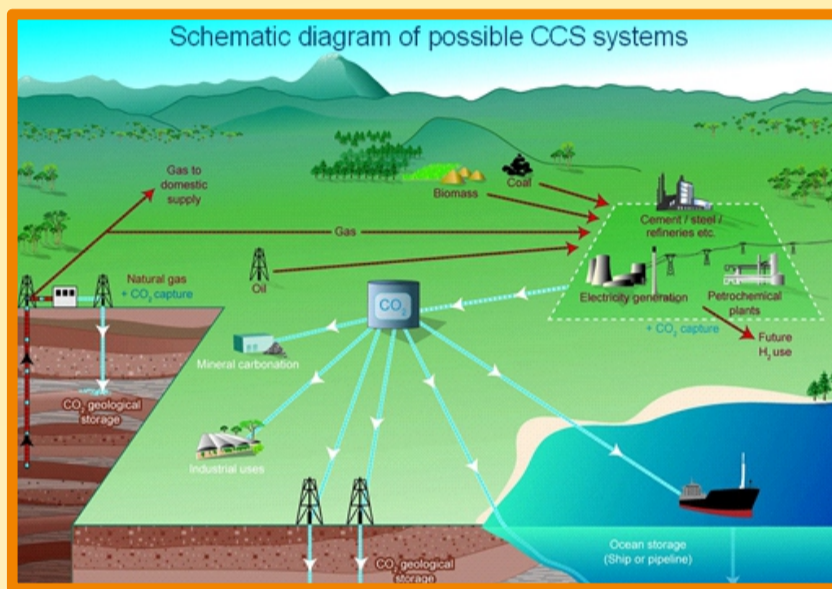 Schematic diagram of possible CCS systems
Gas to
domestic
supply
Biomass
Coal
Cement / steel /
refineries etc.
Gas
Oil
Natural gas
+ CO₂ capture
CO₂
Electricity generation
Petrochemical
plants
+ CO₂ capture
Future
H₂ use
Mineral carbonation
CO₂ geological
storage
Industrial uses
Ocean storage
(Ship or pipeline)
CO₂ geological
storage